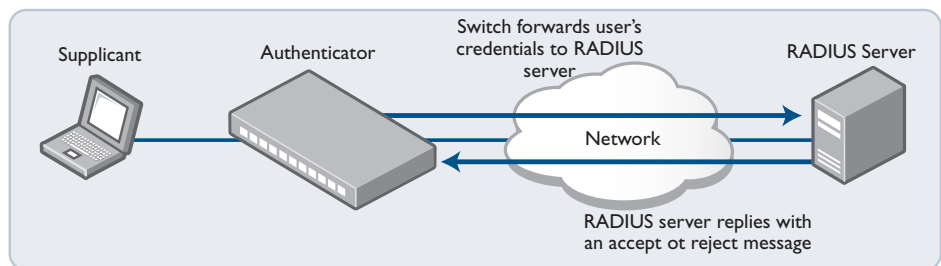 Supplicant
Authenticator
Switch forwards user's
credentials to RADIUS
server
RADIUS Server
Network
RADIUS server replies with
an accept ot reject message